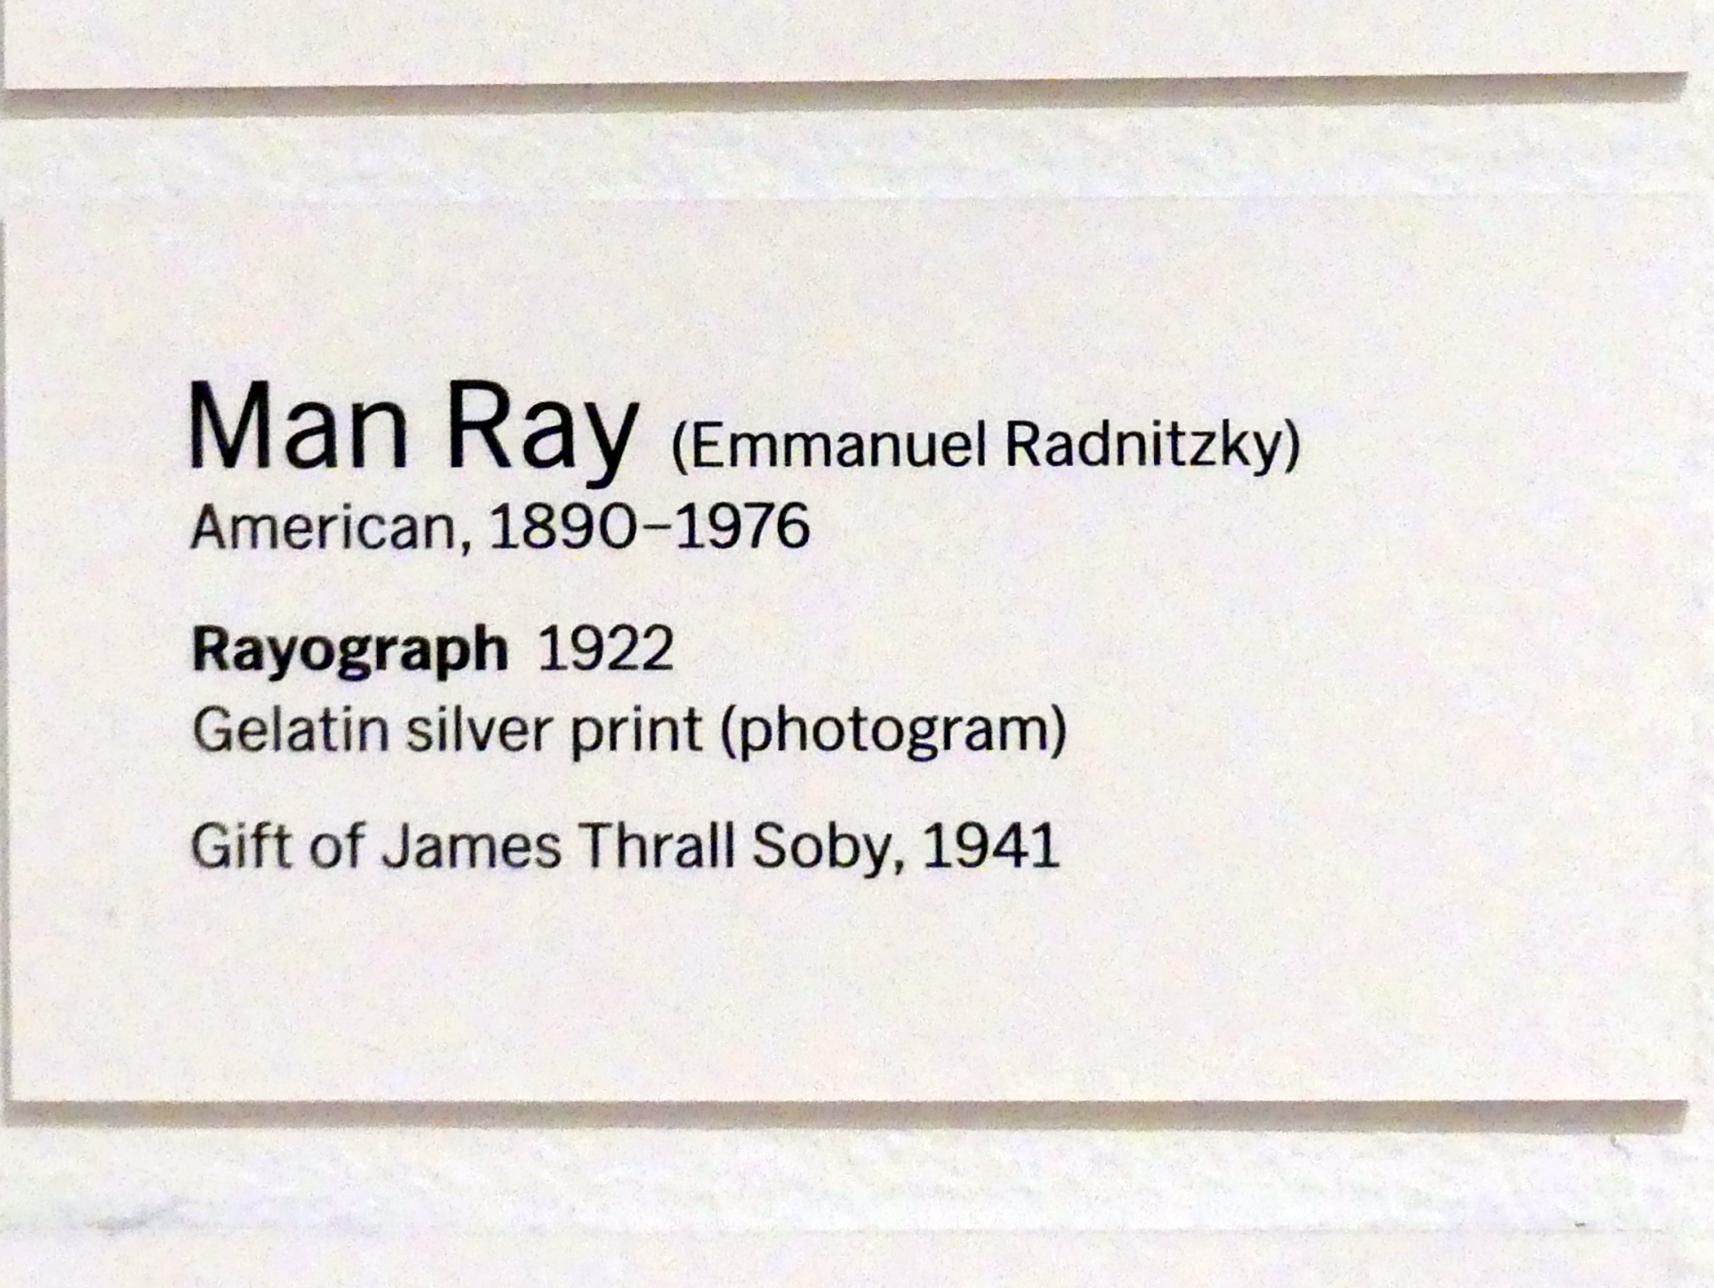 Man Ray (Emmanuel Radnitzky)
American, 1890–1976
Rayograph 1922
Gelatin silver print (photogram)
Gift of James Thrall Soby, 1941